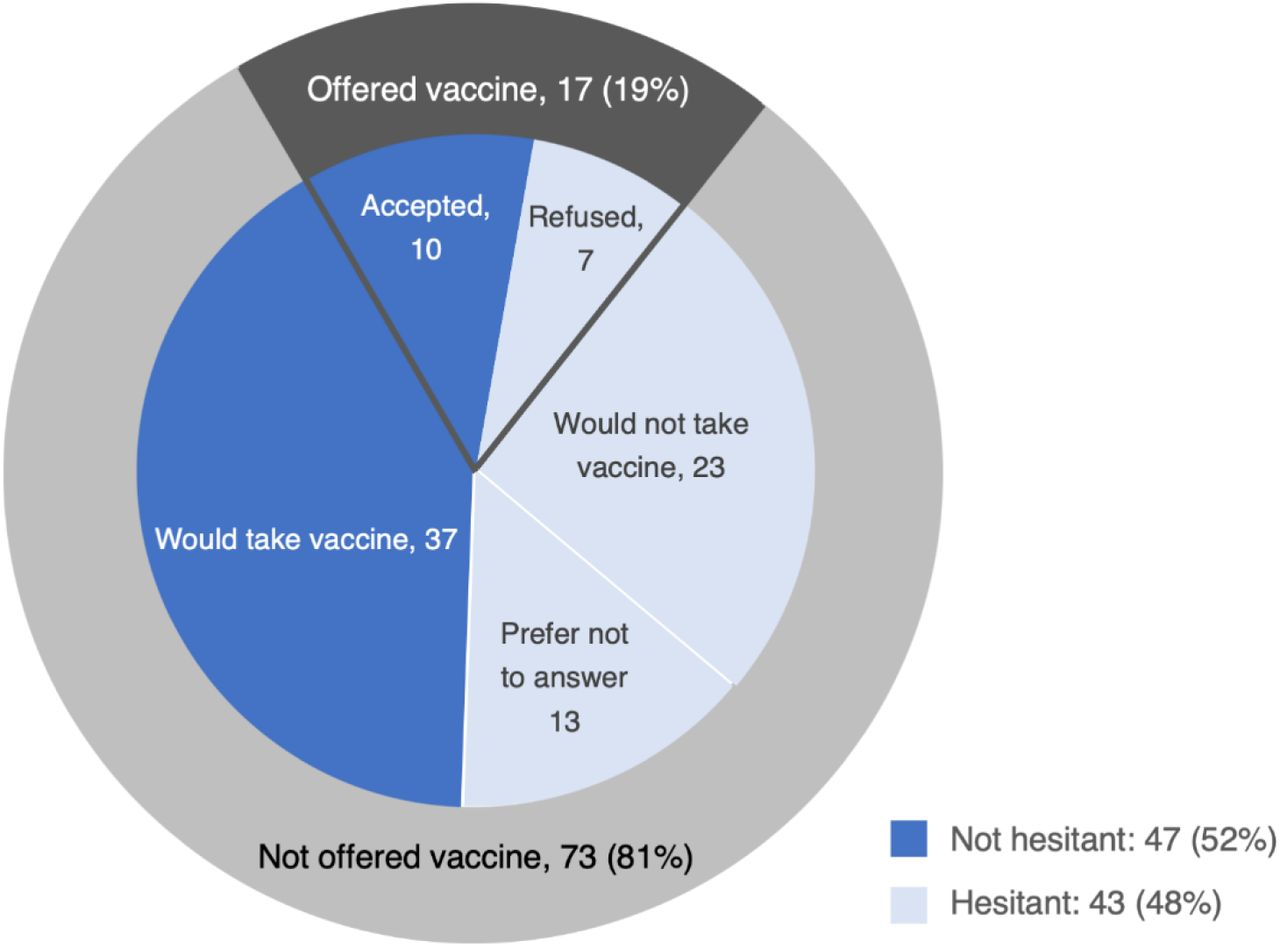 Offered vaccine, 17 (19%)
Accepted,
10
Refused,
7
Would not take
vaccine, 23
Would take vaccine, 37
Prefer not
to answer
13
Not offered vaccine, 73 (81%)
Not hesitant: 47 (52%)
Hesitant: 43 (48%)